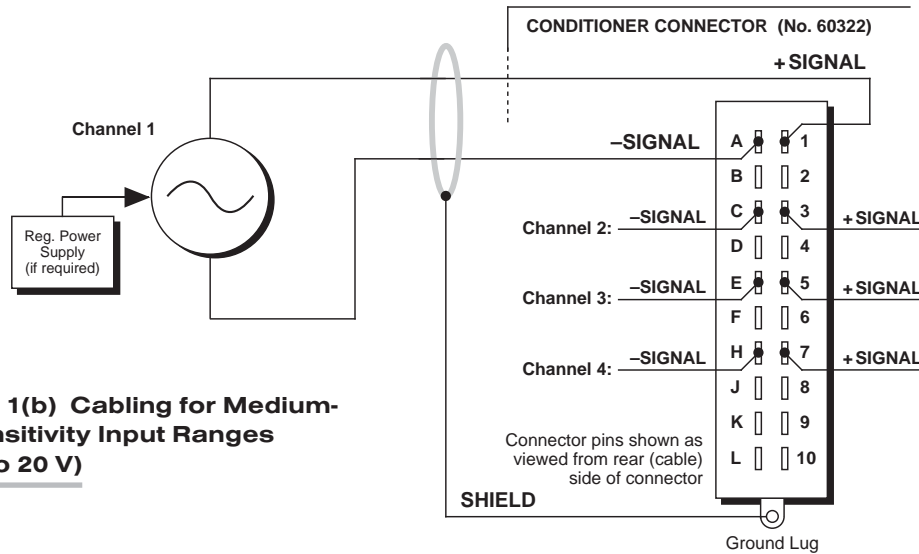 CONDITIONER CONNECTOR (No. 60322)
+ SIGNAL
Channel 1
–SIGNAL
A 1
B 2
Channel 2: –SIGNAL C 3 + SIGNAL
D 4
Reg. Power
Supply
(if required)
Channel 3: –SIGNAL E 5 + SIGNAL
F 6
Channel 4: –SIGNAL H 7 + SIGNAL
J 8
K 9
L 10
1(b) Cabling for Medium-
nsitivity Input Ranges
o 20 V)
Connector pins shown as
viewed from rear (cable)
side of connector
SHIELD
Ground Lug